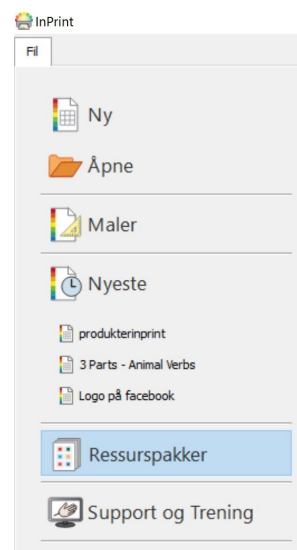 InPrint
Fil
Ny
Åpne
Maler
Nyeste
produkterinprint
3 Parts - Animal Verbs
Logo på facebook
Ressurspakker
Support og Trening